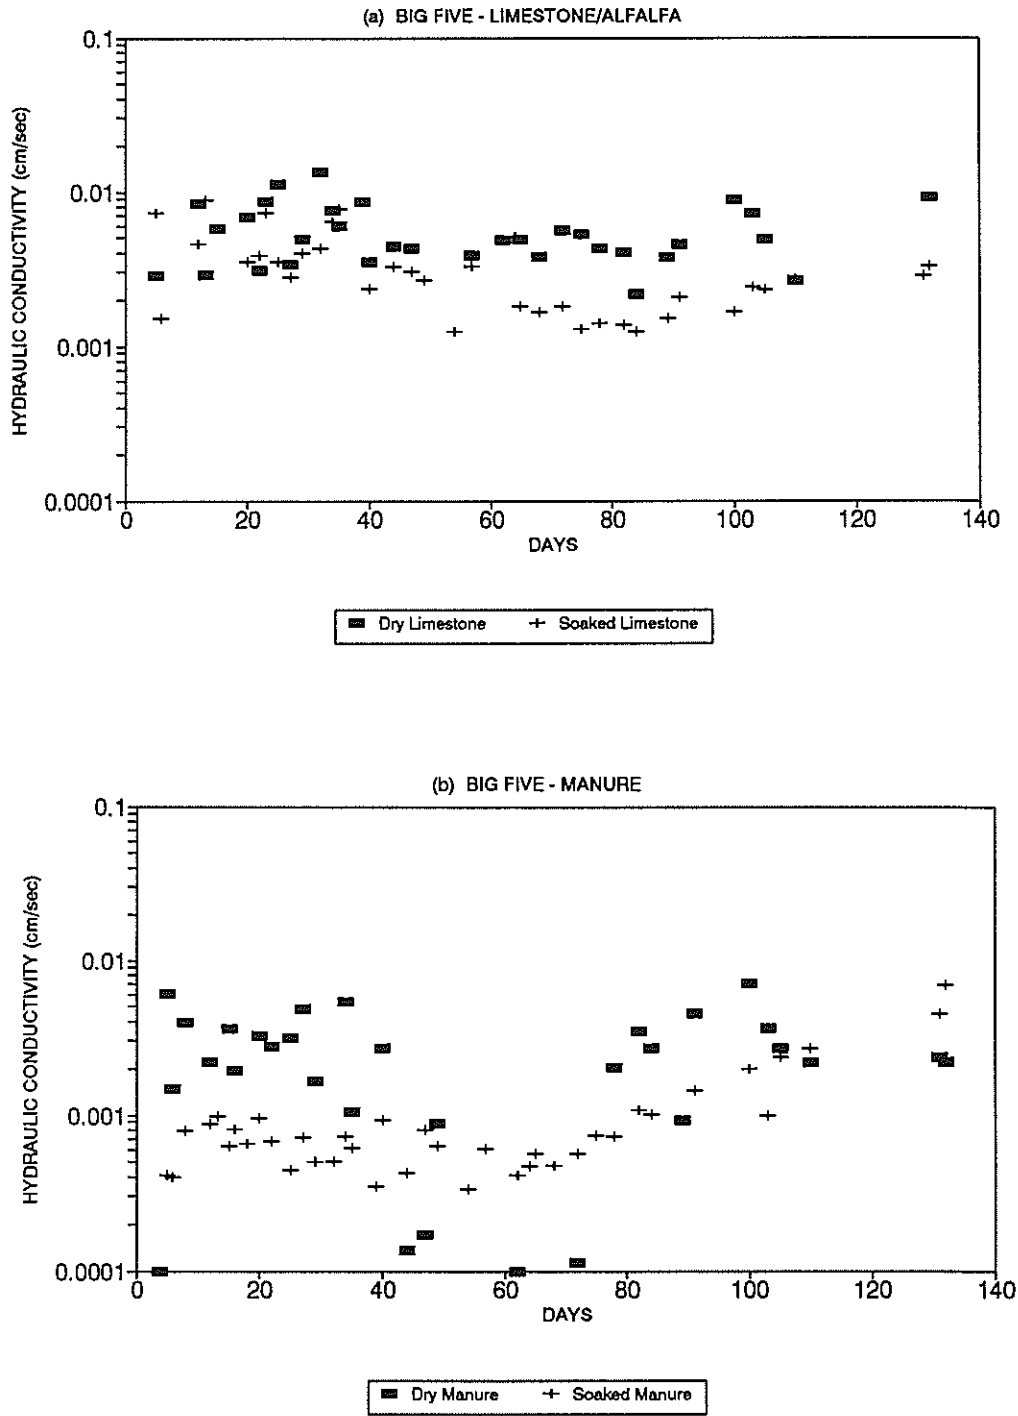 (a) BIG FIVE - LIMESTONE/ALFALFA
HYDRAULIC CONDUCTIVITY (cm/sec)
0.1
0.01
0.001
0.0001
0 20 40 60 80 100 120 140
DAYS
Dry Limestone Soaked Limestone
(b) BIG FIVE - MANURE
HYDRAULIC CONDUCTIVITY (cm/sec)
0.1
0.01
0.001
0.0001
0 20 40 60 80 100 120 140
DAYS
Dry Manure Soaked Manure